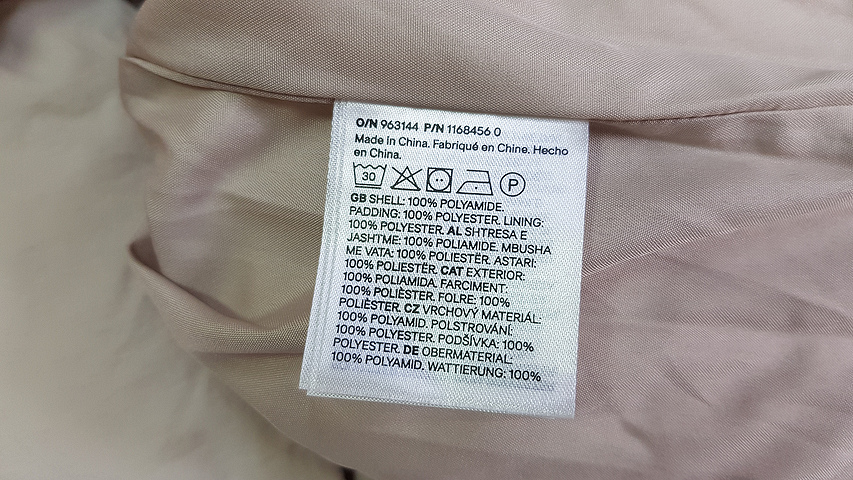 O/N 963144 P/N 1168456 0
Made in China. Fabriqué en Chine. Hecho
en China.
30 P
GB SHELL: 100% POLYAMIDE.
PADDING: 100% POLYESTER. LINING:
100% POLYESTER. AL SHTRESA E
JASHTME: 100% POLIAMIDE. MBUSHA
ME VATA: 100% POLIESTËR. ASTARI:
100% POLIESTËR. CAT EXTERIOR:
100% POLIAMIDA. FARCIMENT:
100% POLIÈSTER. FOLRE: 100%
POLIÈSTER. CZ VRCHOVÝ MATERIÁL:
100% POLYAMID. POLSTROVÁNÍ:
100% POLYESTER. PODŠÍVKA: 100%
POLYESTER. DE OBERMATERIAL:
100% POLYAMID. WATTIERUNG: 100%